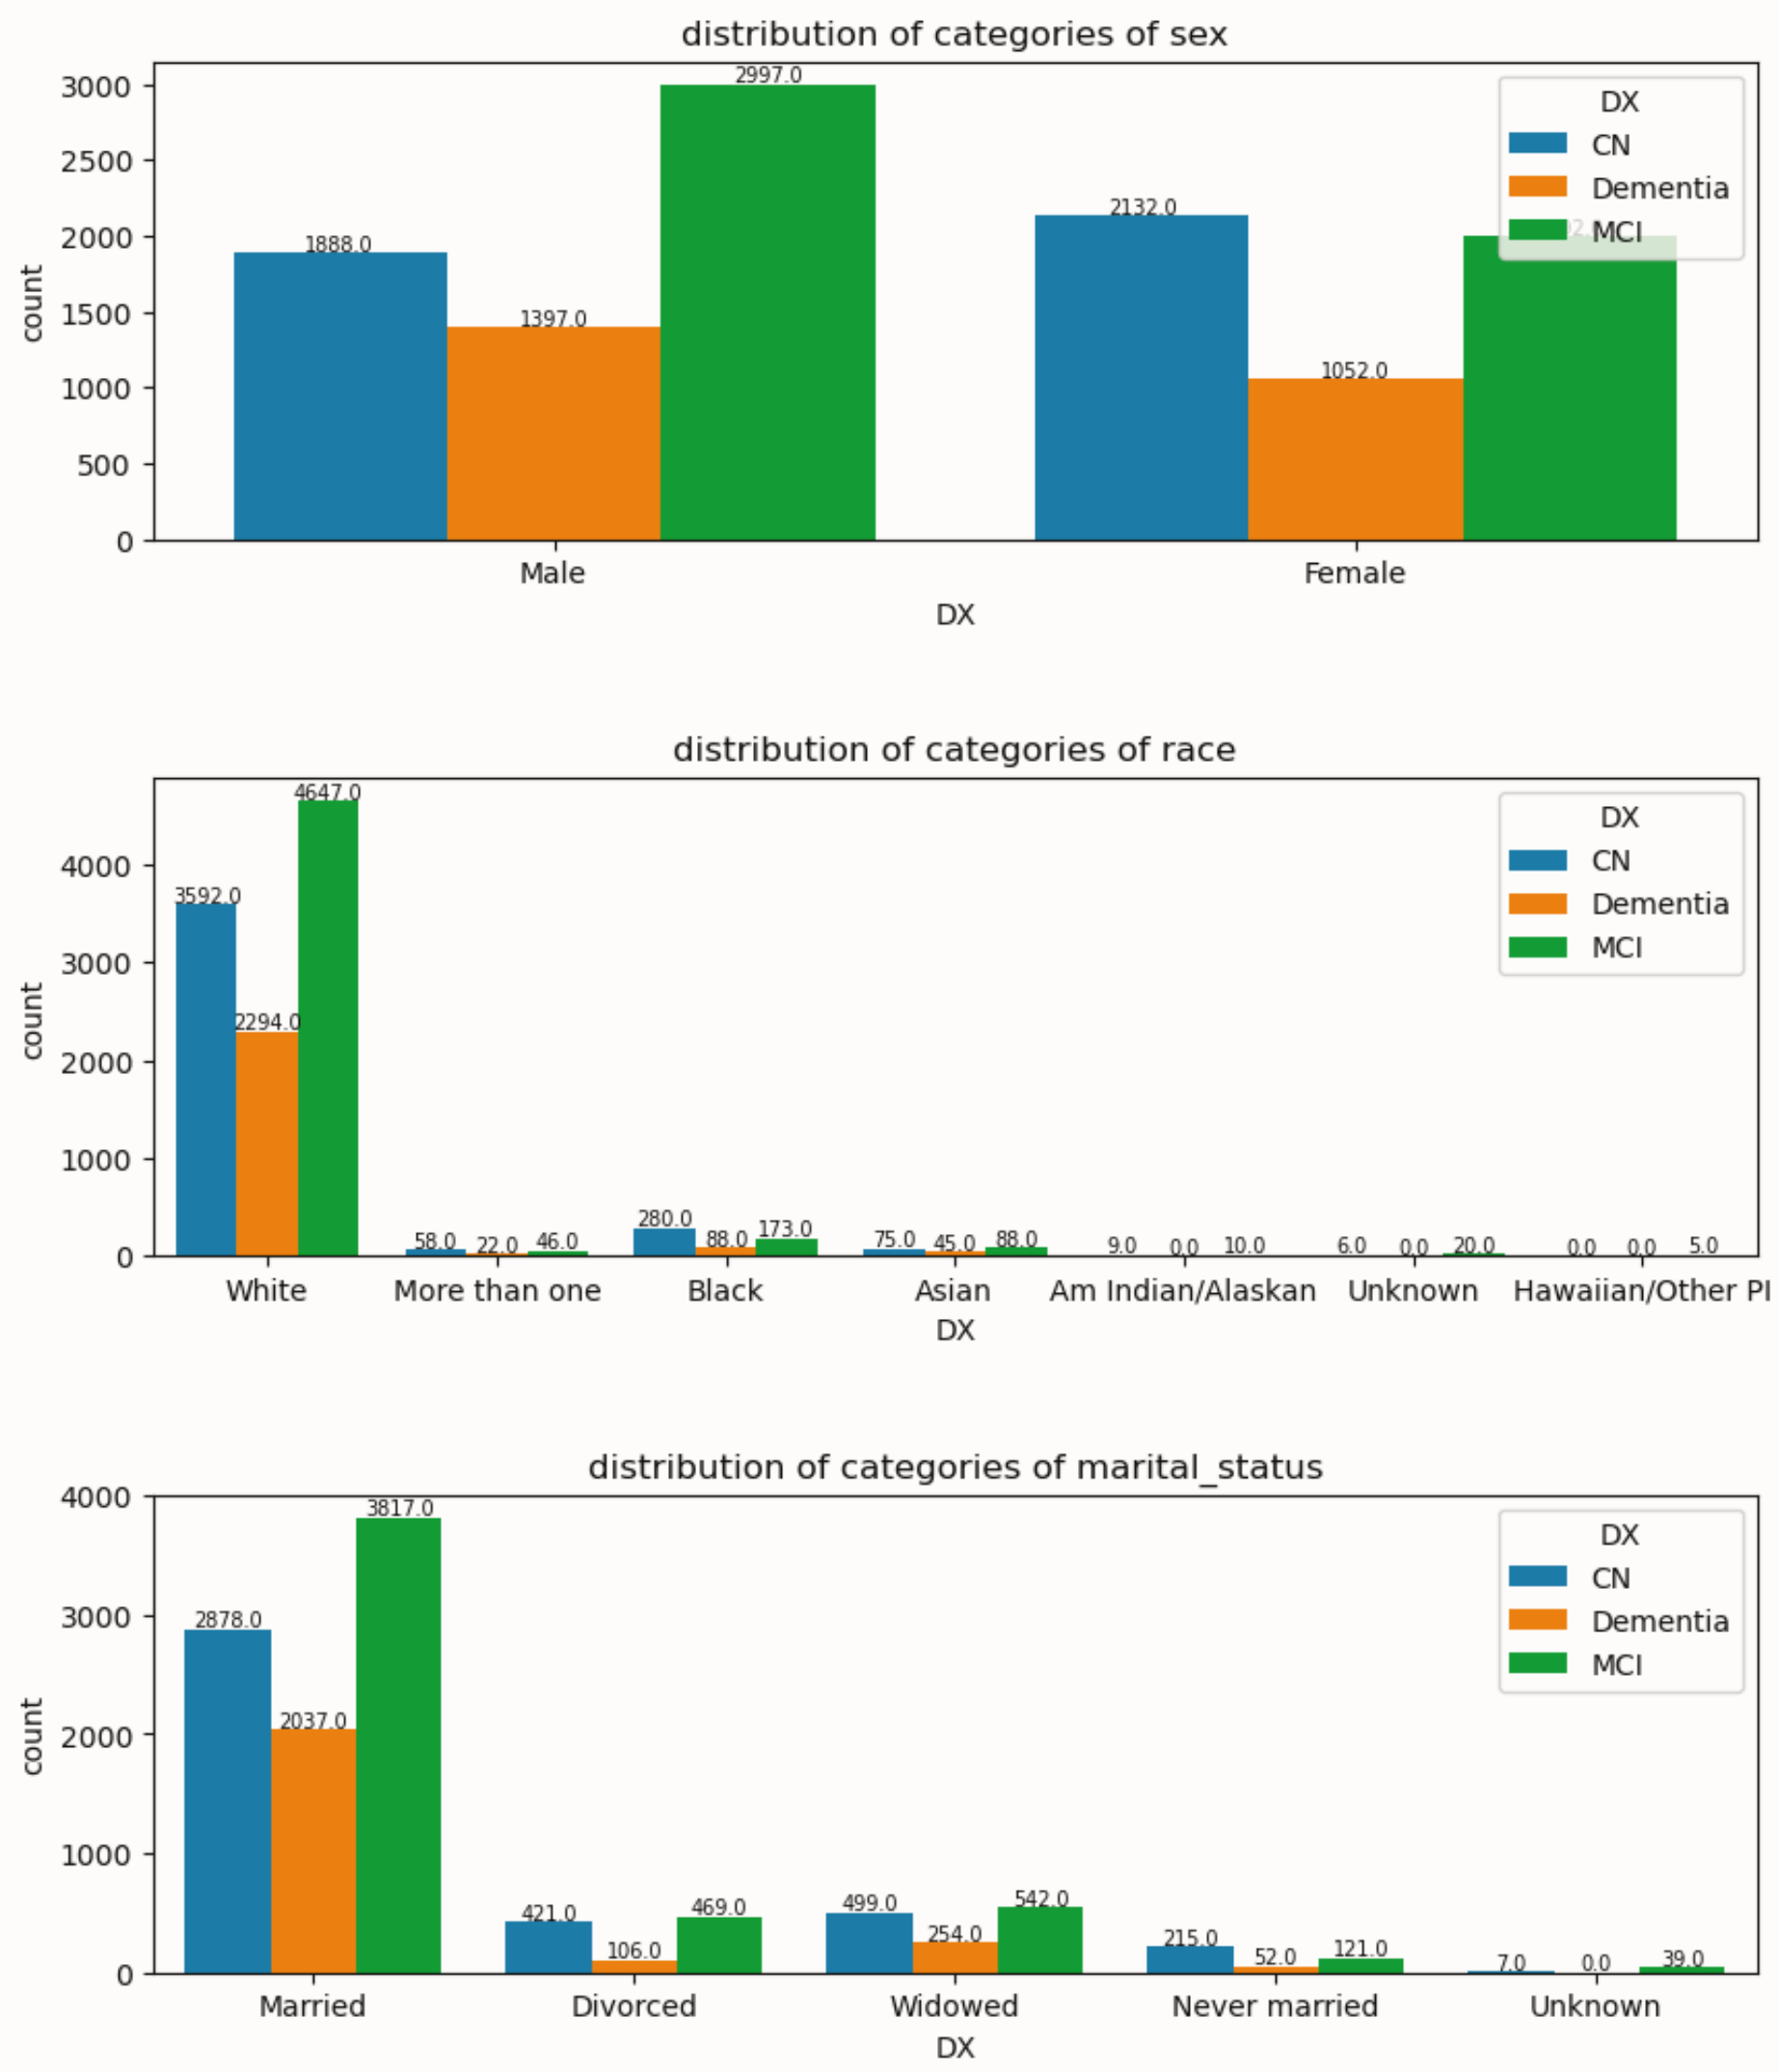 distribution of categories of sex
3000
2500
2000
1500
1000
500
0
count
1888.0
1397.0
2997.0
2132.0
1052.0
DX
CN
Dementia
MCI
Male
Female
DX
distribution of categories of race
4000
3000
2000
1000
0
count
3592.0
2294.0
4647.0
58.0
22.0
46.0
280.0
88.0
173.0
75.0
45.0
88.0
9.0
0.0
10.0
6.0
0.0
20.0
0.0
0.0
5.0
DX
CN
Dementia
MCI
White
More than one
Black
Asian
Am Indian/Alaskan
Unknown
Hawaiian/Other PI
DX
distribution of categories of marital_status
4000
3000
2000
1000
0
count
2878.0
2037.0
3817.0
421.0
106.0
469.0
499.0
254.0
542.0
215.0
52.0
121.0
7.0
0.0
39.0
DX
CN
Dementia
MCI
Married
Divorced
Widowed
Never married
Unknown
DX